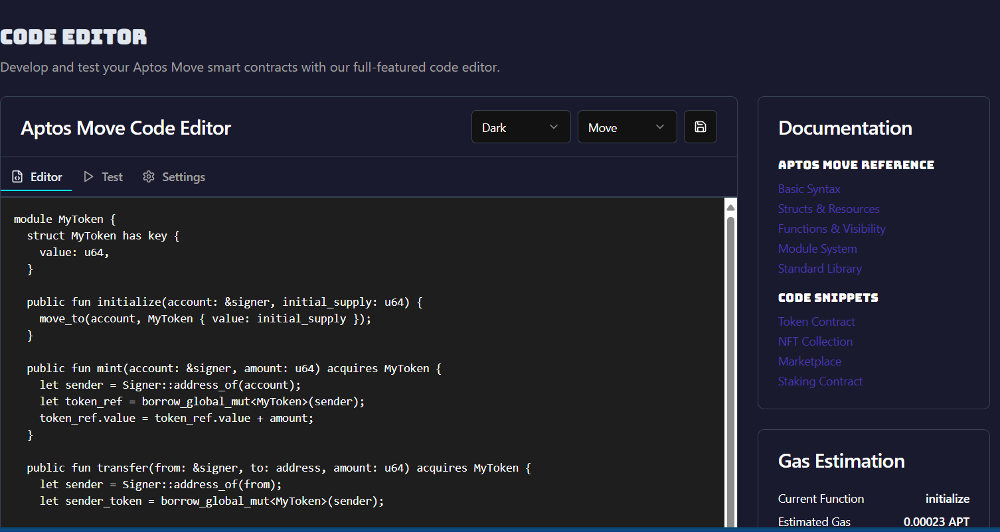 CODE EDITOR
Develop and test your Aptos Move smart contracts with our full-featured code editor.
Aptos Move Code Editor
Dark
Move
Editor
Test
Settings
module MyToken {
  struct MyToken has key {
    value: u64,
  }

  public fun initialize(account: &signer, initial_supply: u64) {
    move_to(account, MyToken { value: initial_supply });
  }

  public fun mint(account: &signer, amount: u64) acquires MyToken {
    let sender = Signer::address_of(account);
    let token_ref = borrow_global_mut<MyToken>(sender);
    token_ref.value = token_ref.value + amount;
  }

  public fun transfer(from: &signer, to: address, amount: u64) acquires MyToken {
    let sender = Signer::address_of(from);
    let sender_token = borrow_global_mut<MyToken>(sender);
Documentation
APTOS MOVE REFERENCE
Basic Syntax
Structs & Resources
Functions & Visibility
Module System
Standard Library
CODE SNIPPETS
Token Contract
NFT Collection
Marketplace
Staking Contract
Gas Estimation
Current Function initialize
Estimated Gas 0.00023 APT